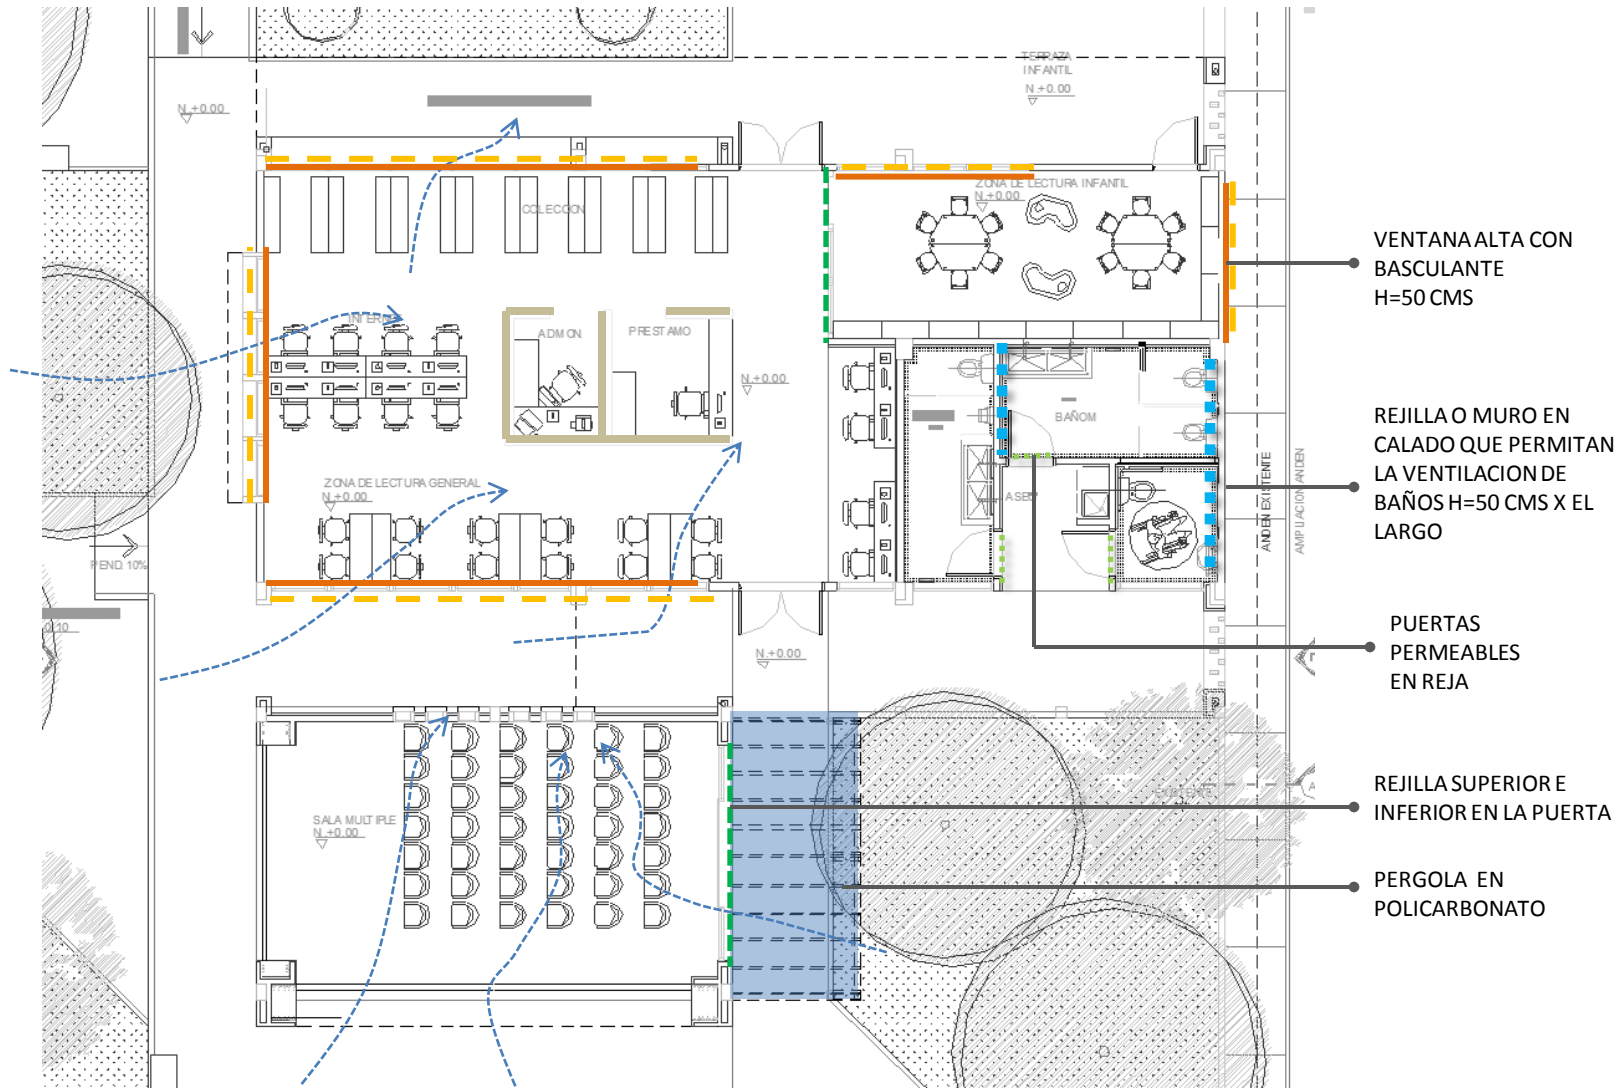 TERRAZA
INFANTIL
N.+0.00
N.+0.00
ZONA DE LECTURA INFANTIL
N.+0.00
COLECCION
VENTANA ALTA CON
BASCULANTE
H=50 CMS
ADMON
PRESTAMO
N.+0.00
BAÑOM
REJILLA O MURO EN
CALADO QUE PERMITAN
LA VENTILACION DE
BAÑOS H=50 CMS X EL
LARGO
ANDEN EXISTENTE
AMPLIACION ANDEN
ZONA DE LECTURA GENERAL
N.+0.00
ASEO
PEND. 10%
PUERTAS
PERMEABLES
EN REJA
N.+0.00
REJILLA SUPERIOR E
INFERIOR EN LA PUERTA
SALA MULTIPLE
N.+0.00
PERGOLA EN
POLICARBONATO